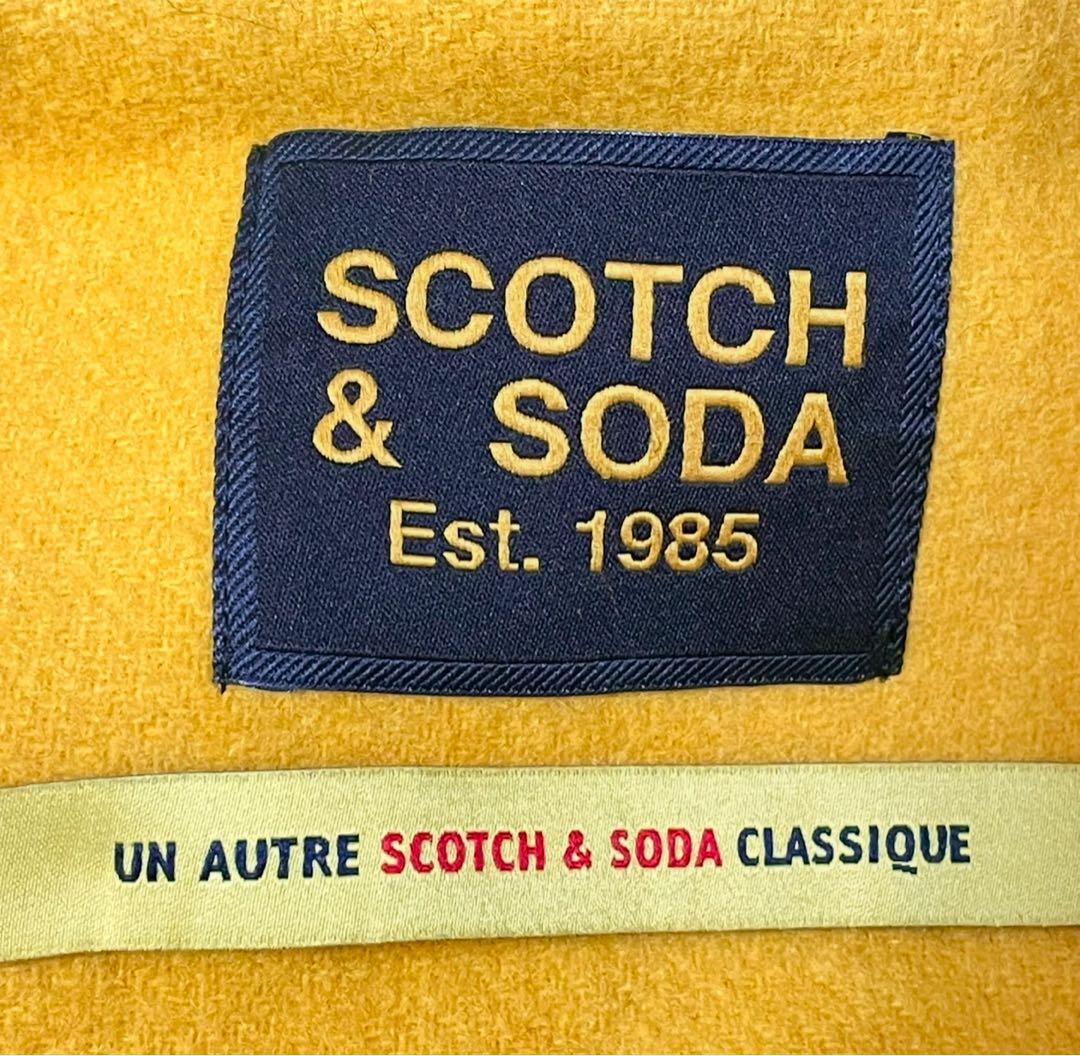 SCOTCH
& SODA
Est. 1985
UN AUTRE SCOTCH & SODA CLASSIQUE